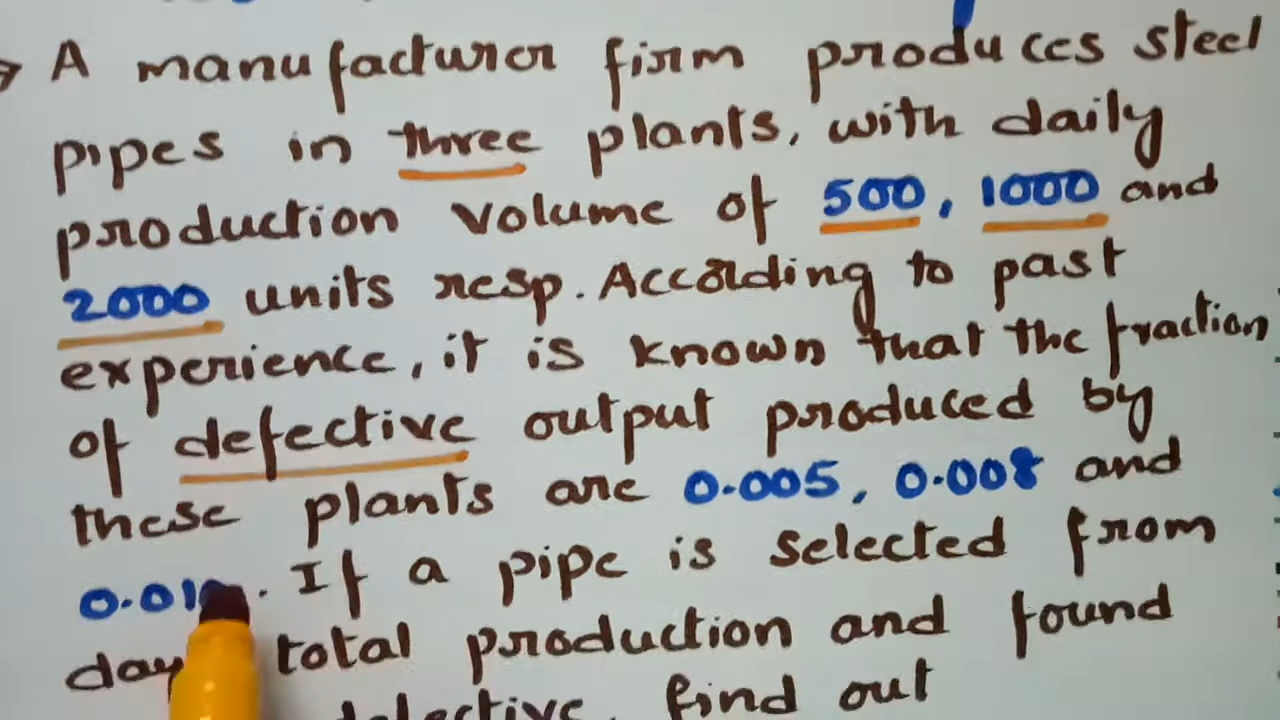 A manufacturer firm produces steel
pipes in three plants, with daily
production volume of 500, 1000 and
2000 units resp. According to past
experience, it is known that the fraction
of defective output produced by
these plants are 0.005, 0.008 and
. If a pipe is selected from
total production and found
defective, find out